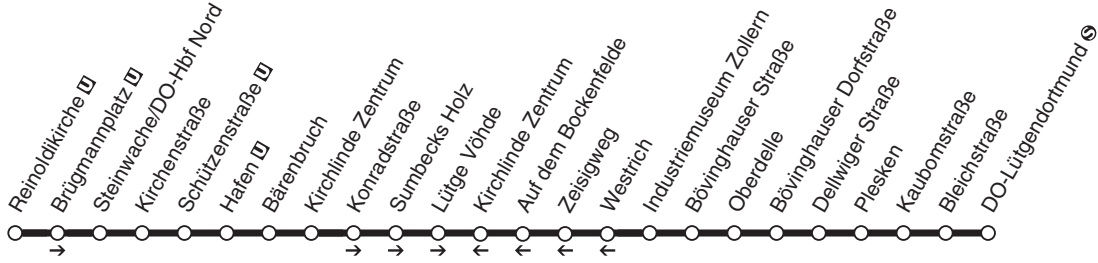 Reinoldikirche U
Brügmannplatz U
Steinwache/DO-Hbf Nord
Kirchenstraße
Schützenstraße U
Hafen U
Bärenbruch
Kirchlinde Zentrum
Konradstraße
Sumbecks Holz
Lütge Vöhde
Kirchlinde Zentrum
Auf dem Bockenfelde
Zeisigweg
Westrich
Industriemuseum Zollern
Bövinghauser Straße
Oberdelle
Bövinghauser Dorfstraße
Dellwiger Straße
Plesken
Kaubomstraße
Bleichstraße
DO-Lütgendortmund S